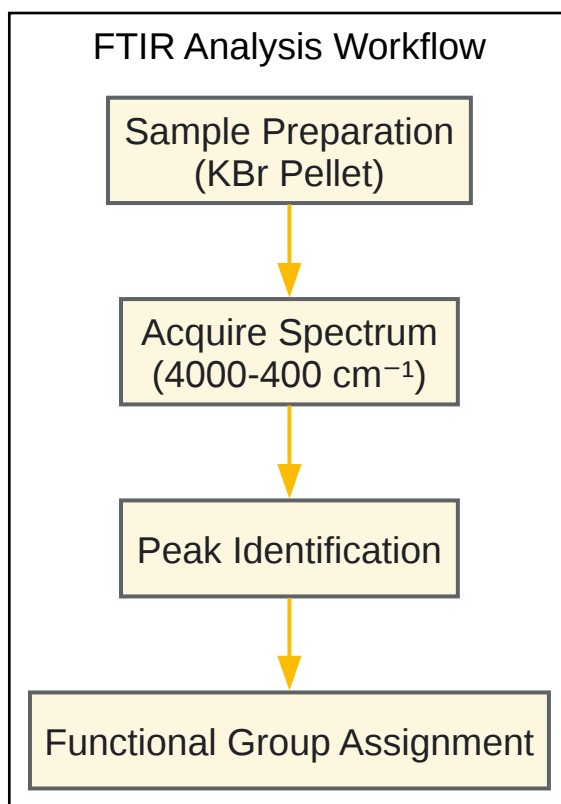 FTIR Analysis Workflow
Sample Preparation
(KBr Pellet)
Acquire Spectrum
(4000-400 cm⁻¹)
Peak Identification
Functional Group Assignment